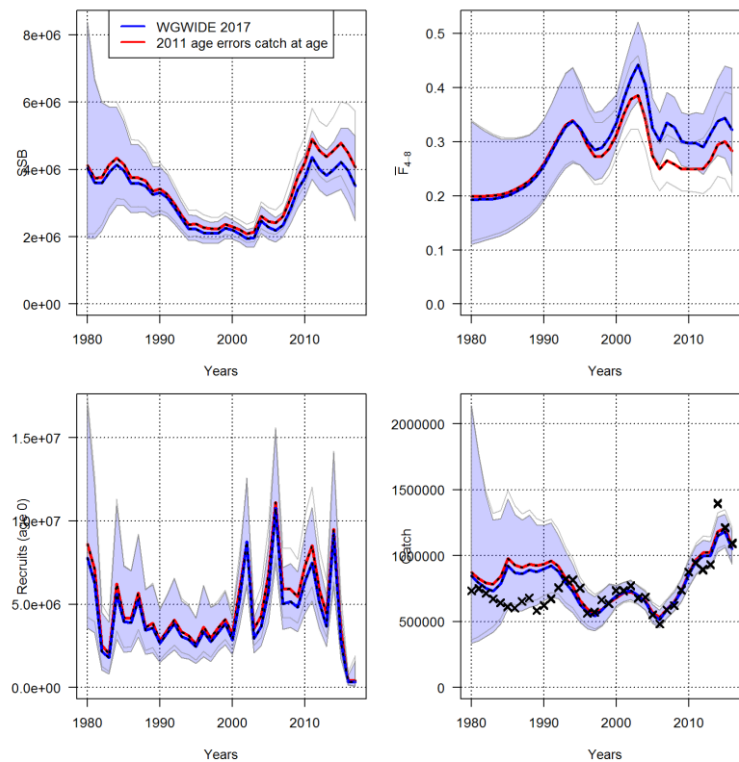 WGWIDE 2017
2011 age errors catch at age
8e+06
6e+06
4e+06
2e+06
0e+00
SSB
1980
1990
2000
2010
Years
0.5
0.4
0.3
0.2
0.1
0.0
F̅4-8
1980
1990
2000
2010
Years
1.5e+07
1.0e+07
5.0e+06
0.0e+00
Recruits (age 0)
1980
1990
2000
2010
Years
2000000
1500000
1000000
500000
0
Catch
1980
1990
2000
2010
Years